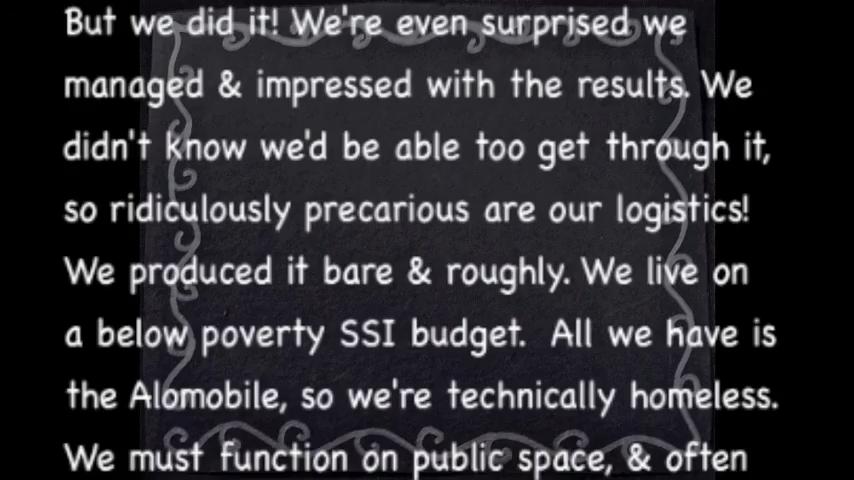 But we did it! We're even surprised we
managed & impressed with the results. We
didn't know we'd be able too get through it,
so ridiculously precarious are our logistics!
We produced it bare & roughly. We live on
a below poverty SSI budget. All we have is
the Alomobile, so we're technically homeless.
We must function on public space, & often